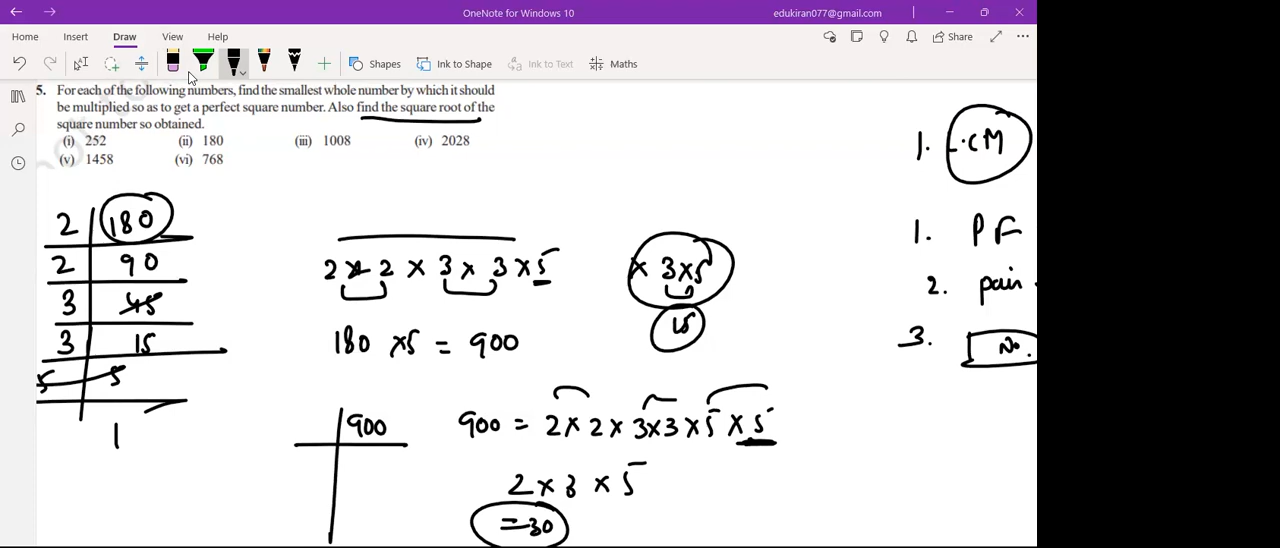 OneNote for Windows 10
edukiran077@gmail.com
Home Insert Draw View Help
Shapes Ink to Shape Ink to Text Maths Share
5. For each of the following numbers, find the smallest whole number by which it should
be multiplied so as to get a perfect square number. Also find the square root of the
square number so obtained.
(i) 252 (ii) 180 (iii) 1008 (iv) 2028
(v) 1458 (vi) 768
1. L.CM
2 180
2 90
3 45
3 15
5 5
1
2 × 2 × 3 × 3 × 5
× 3 × 5
15
180 × 5 = 900
1. PF
2. pair
3. No.
900
900 = 2 × 2 × 3 × 3 × 5 × 5
2 × 3 × 5
= 30